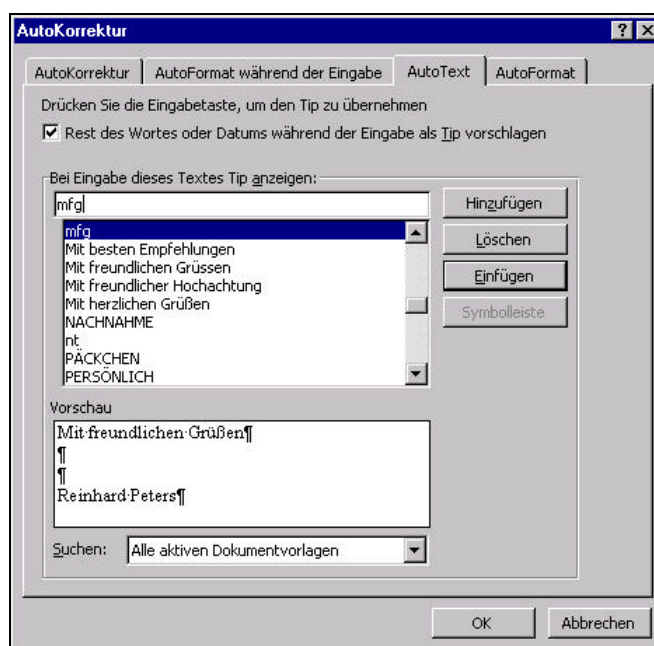 AutoKorrektur
AutoKorrektur AutoFormat während der Eingabe AutoText AutoFormat
Drücken Sie die Eingabetaste, um den Tip zu übernehmen
Rest des Wortes oder Datums während der Eingabe als Tip vorschlagen
Bei Eingabe dieses Textes Tip anzeigen:
mfg
Hinzufügen
mfg
Mit besten Empfehlungen
Mit freundlichen Grüssen
Mit freundlicher Hochachtung
Mit herzlichen Grüßen
NACHNAHME
nt
PÄCKCHEN
PERSÖNLICH
Löschen
Einfügen
Symbolleiste
Vorschau
Mit·freundlichen·Grüßen¶
¶
¶
Reinhard·Peters¶
Suchen: Alle aktiven Dokumentvorlagen
OK Abbrechen